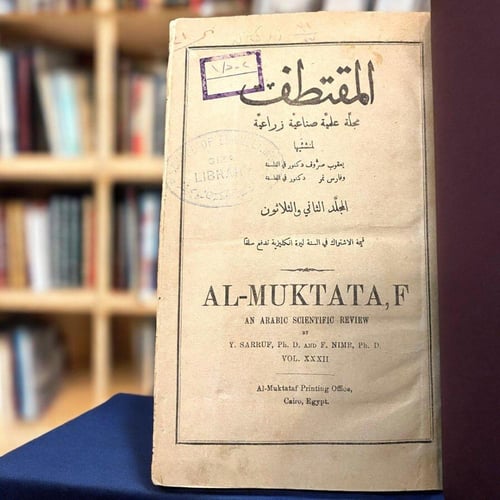 المقتطف
مجلة علمية صناعية زراعية
لمنشئيها
يعقوب صروف دكتور في الفلسفة
وفارس نمر دكتور في الفلسفة
المجلد الثاني والثلاثون
قيمة الاشتراك في السنة ليرة انكليزية تدفع سلفا
AL-MUKTATA,F
AN ARABIC SCIENTIFIC REVIEW
BY
Y. SARRUF, Ph. D. AND F. NIMR, Ph. D.
VOL. XXXII
Al-Muktataf Printing Office,
Cairo, Egypt.
LIBRARY